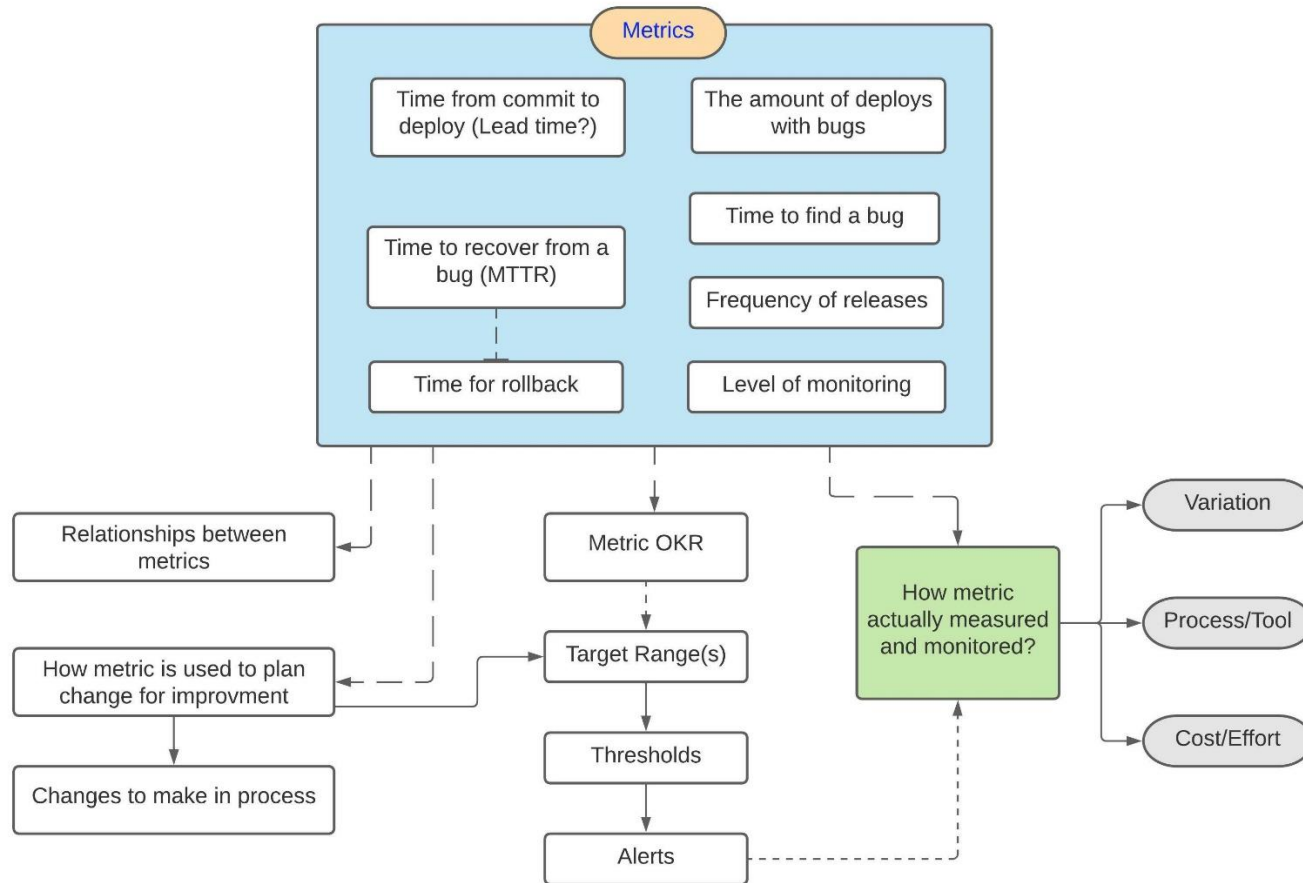 Metrics
Time from commit to
deploy (Lead time?)
The amount of deploys
with bugs
Time to find a bug
Time to recover from a
bug (MTTR)
Frequency of releases
Time for rollback
Level of monitoring
Relationships between
metrics
Metric OKR
How metric
actually measured
and monitored?
Variation
Process/Tool
Cost/Effort
How metric is used to plan
change for improvment
Target Range(s)
Changes to make in process
Thresholds
Alerts